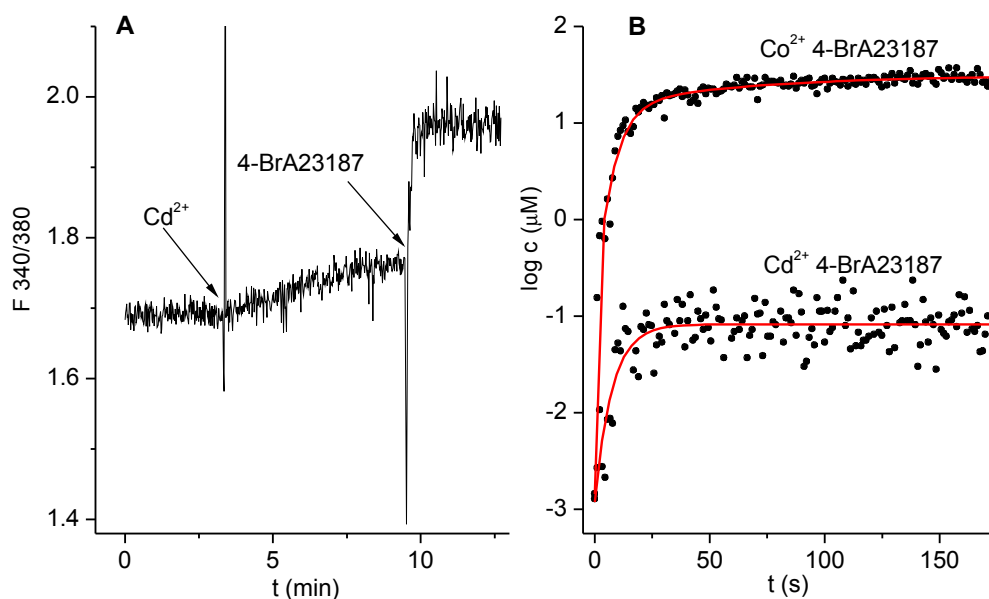 A
2.0
1.8
1.6
1.4
F 340/380
Cd²⁺
4-BrA23187
0
5
10
t (min)
B
2
1
0
-1
-2
-3
log c (μM)
Co²⁺ 4-BrA23187
Cd²⁺ 4-BrA23187
0
50
100
150
t (s)